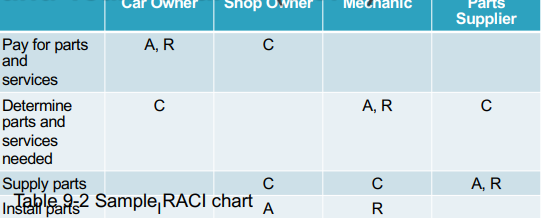 Car Owner Shop Owner Mechanic Parts
Supplier
Pay for parts A, R C
and
services
Determine C A, R C
parts and
services
needed
Supply parts C C A, R
Table 9-2 Sample RACI chart
Install parts I A R